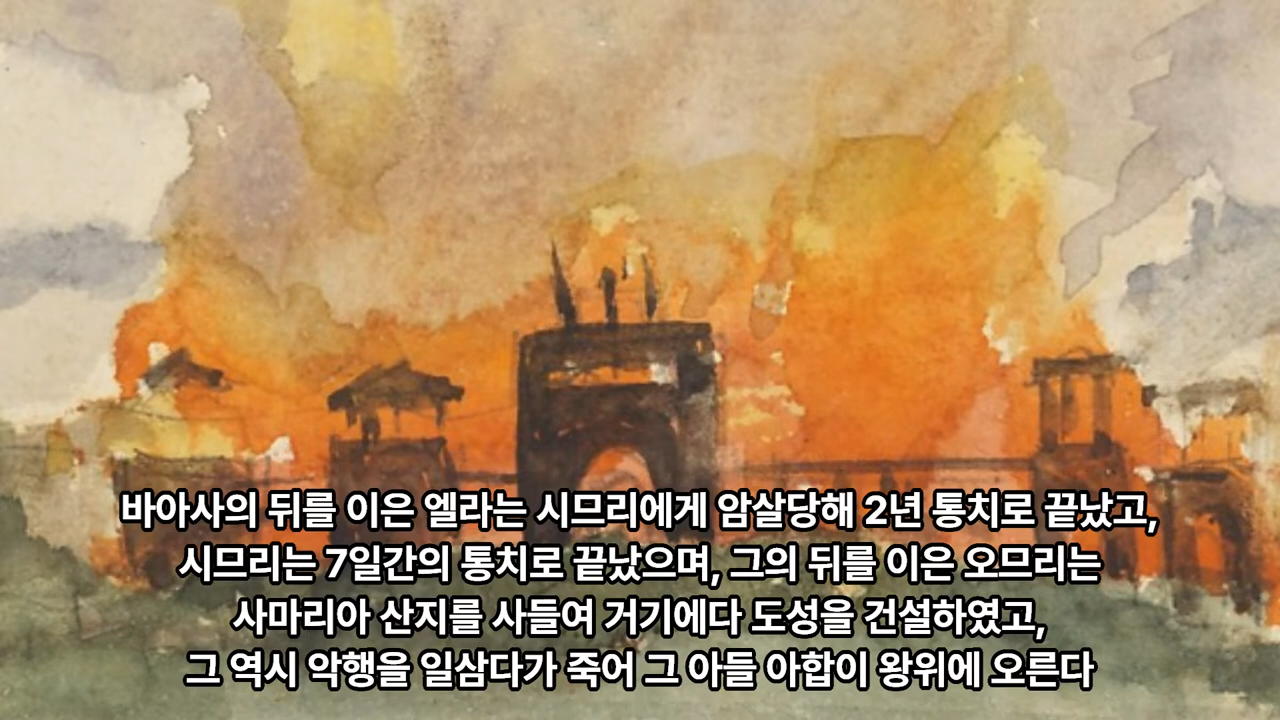 바아사의 뒤를 이은 엘라는 시므리에게 암살당해 2년 통치로 끝났고,
시므리는 7일간의 통치로 끝났으며, 그의 뒤를 이은 오므리는
사마리아 산지를 사들여 거기에다 도성을 건설하였고,
그 역시 악행을 일삼다가 죽어 그 아들 아합이 왕위에 오른다